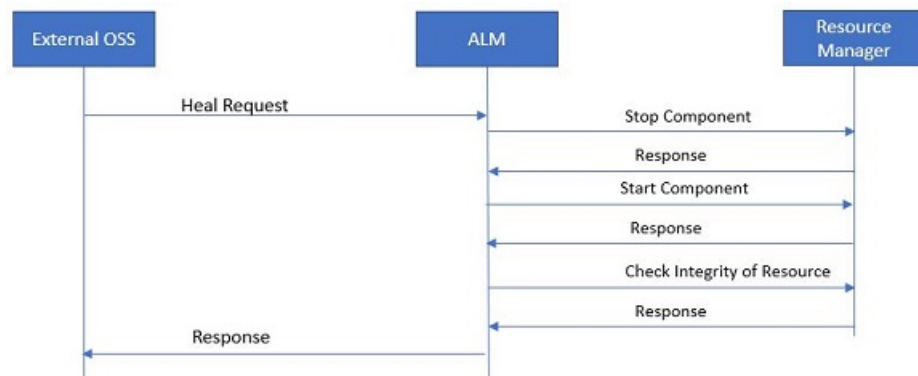 External OSS
ALM
Resource
Manager
Heal Request
Stop Component
Response
Start Component
Response
Check Integrity of Resource
Response
Response